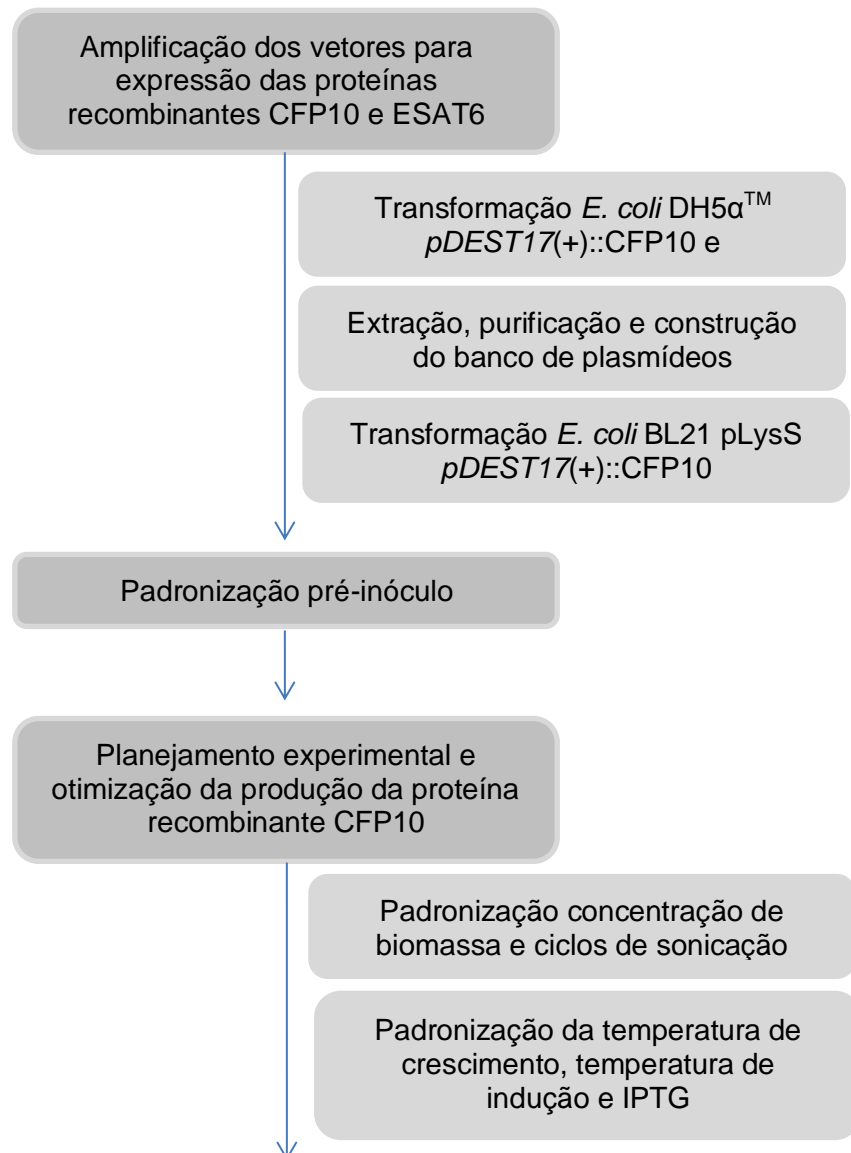 Amplificação dos vetores para
expressão das proteínas
recombinantes CFP10 e ESAT6
Transformação E. coli DH5α™
pDEST17(+)::CFP10 e
Extração, purificação e construção
do banco de plasmídeos
Transformação E. coli BL21 pLysS
pDEST17(+)::CFP10
Padronização pré-inóculo
Planejamento experimental e
otimização da produção da proteína
recombinante CFP10
Padronização concentração de
biomassa e ciclos de sonicação
Padronização da temperatura de
crescimento, temperatura de
indução e IPTG